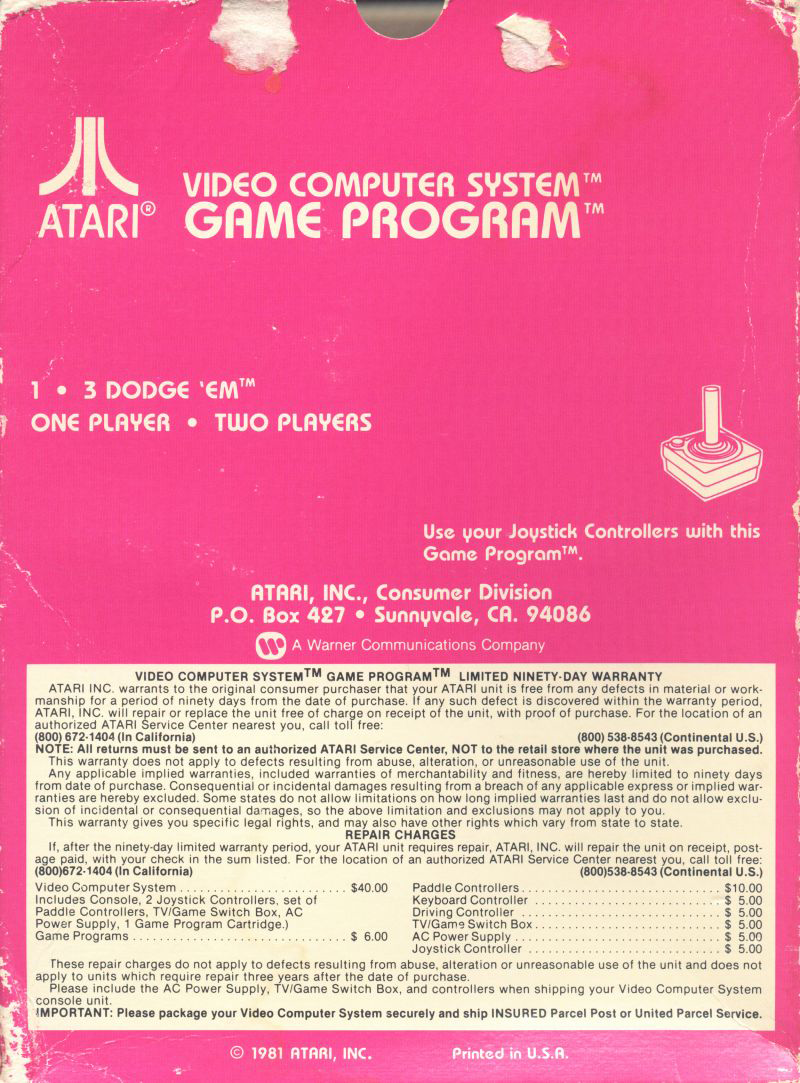 VIDEO COMPUTER SYSTEM™
ATARI® GAME PROGRAM™
1 • 3 DODGE 'EM™
ONE PLAYER • TWO PLAYERS
Use your Joystick Controllers with this
Game Program™.
ATARI, INC., Consumer Division
P.O. Box 427 • Sunnyvale, CA. 94086
A Warner Communications Company
VIDEO COMPUTER SYSTEM™ GAME PROGRAM™ LIMITED NINETY-DAY WARRANTY
ATARI INC. warrants to the original consumer purchaser that your ATARI unit is free from any defects in material or work-
manship for a period of ninety days from the date of purchase. If any such defect is discovered within the warranty period,
ATARI, INC. will repair or replace the unit free of charge on receipt of the unit, with proof of purchase. For the location of an
authorized ATARI Service Center nearest you, call toll free:
(800) 672-1404 (In California) (800) 538-8543 (Continental U.S.)
NOTE: All returns must be sent to an authorized ATARI Service Center, NOT to the retail store where the unit was purchased.
This warranty does not apply to defects resulting from abuse, alteration, or unreasonable use of the unit.
Any applicable implied warranties, included warranties of merchantability and fitness, are hereby limited to ninety days
from date of purchase. Consequential or incidental damages resulting from a breach of any applicable express or implied war-
ranties are hereby excluded. Some states do not allow limitations on how long implied warranties last and do not allow exclu-
sion of incidental or consequential damages, so the above limitation and exclusions may not apply to you.
This warranty gives you specific legal rights, and may also have other rights which vary from state to state.
REPAIR CHARGES
If, after the ninety-day limited warranty period, your ATARI unit requires repair, ATARI, INC. will repair the unit on receipt, post-
age paid, with your check in the sum listed. For the location of an authorized ATARI Service Center nearest you, call toll free:
(800)672-1404 (In California) (800)538-8543 (Continental U.S.)
Video Computer System . . . . . . . . . . . . . . . . . . . . . . . . $40.00
Includes Console, 2 Joystick Controllers, set of
Paddle Controllers, TV/Game Switch Box, AC
Power Supply, 1 Game Program Cartridge.)
Game Programs . . . . . . . . . . . . . . . . . . . . . . . . . . . . . . . $ 6.00
Paddle Controllers . . . . . . . . . . . . . . . . . . . . . . . . . . . . . $10.00
Keyboard Controller . . . . . . . . . . . . . . . . . . . . . . . . . . . $ 5.00
Driving Controller . . . . . . . . . . . . . . . . . . . . . . . . . . . . . $ 5.00
TV/Game Switch Box . . . . . . . . . . . . . . . . . . . . . . . . . . . $ 5.00
AC Power Supply . . . . . . . . . . . . . . . . . . . . . . . . . . . . . . $ 5.00
Joystick Controller . . . . . . . . . . . . . . . . . . . . . . . . . . . . $ 5.00
These repair charges do not apply to defects resulting from abuse, alteration or unreasonable use of the unit and does not
apply to units which require repair three years after the date of purchase.
Please include the AC Power Supply, TV/Game Switch Box, and controllers when shipping your Video Computer System
console unit.
IMPORTANT: Please package your Video Computer System securely and ship INSURED Parcel Post or United Parcel Service.
© 1981 ATARI, INC. Printed in U.S.A.